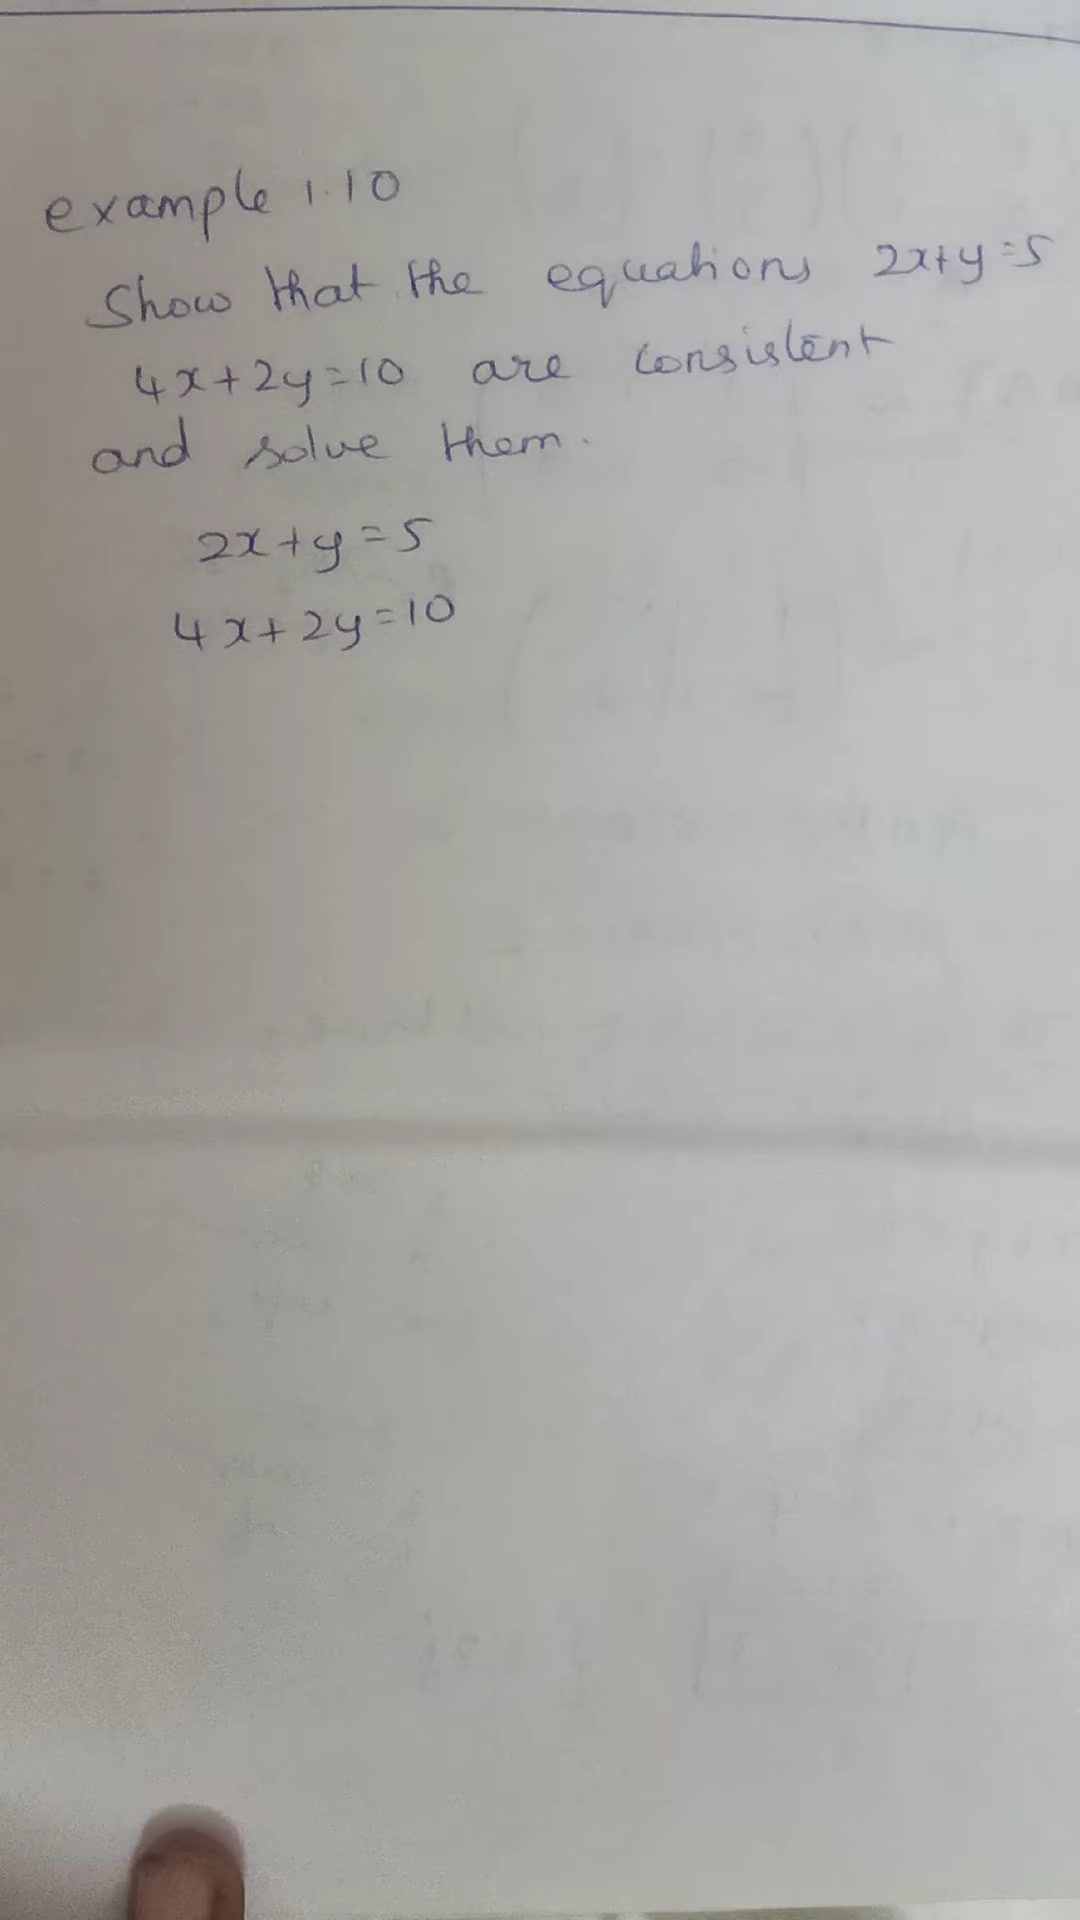 example 1.10
Show that the equations 2x+y=5
4x+2y=10 are consistent
and solve them.
2x+y=5
4x+2y=10